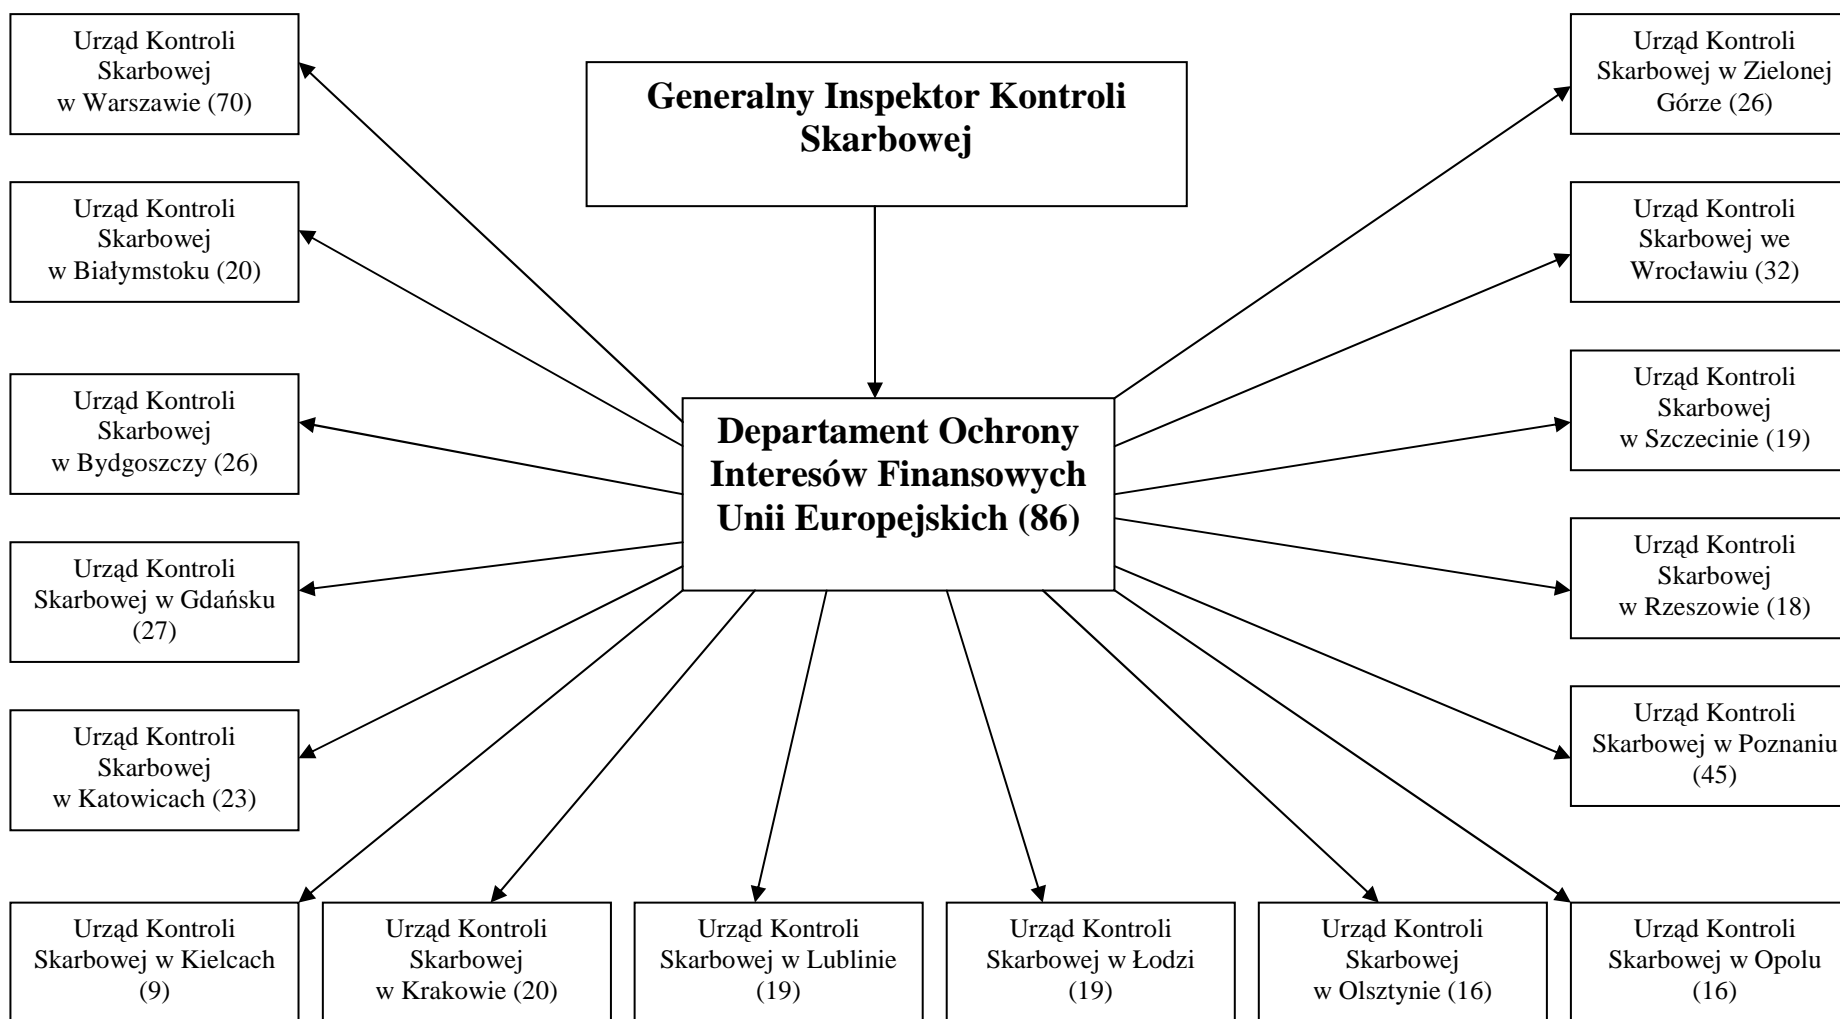 Urząd Kontroli
Skarbowej
w Warszawie (70)
Generalny Inspektor Kontroli
Skarbowej
Urząd Kontroli
Skarbowej w Zielonej
Górze (26)
Urząd Kontroli
Skarbowej
w Białymstoku (20)
Urząd Kontroli
Skarbowej we
Wrocławiu (32)
Urząd Kontroli
Skarbowej
w Bydgoszczy (26)
Departament Ochrony
Interesów Finansowych
Unii Europejskich (86)
Urząd Kontroli
Skarbowej
w Szczecinie (19)
Urząd Kontroli
Skarbowej w Gdańsku
(27)
Urząd Kontroli
Skarbowej
w Rzeszowie (18)
Urząd Kontroli
Skarbowej
w Katowicach (23)
Urząd Kontroli
Skarbowej w Poznaniu
(45)
Urząd Kontroli
Skarbowej w Kielcach
(9)
Urząd Kontroli
Skarbowej
w Krakowie (20)
Urząd Kontroli
Skarbowej w Lublinie
(19)
Urząd Kontroli
Skarbowej w Łodzi
(19)
Urząd Kontroli
Skarbowej
w Olsztynie (16)
Urząd Kontroli
Skarbowej w Opolu
(16)